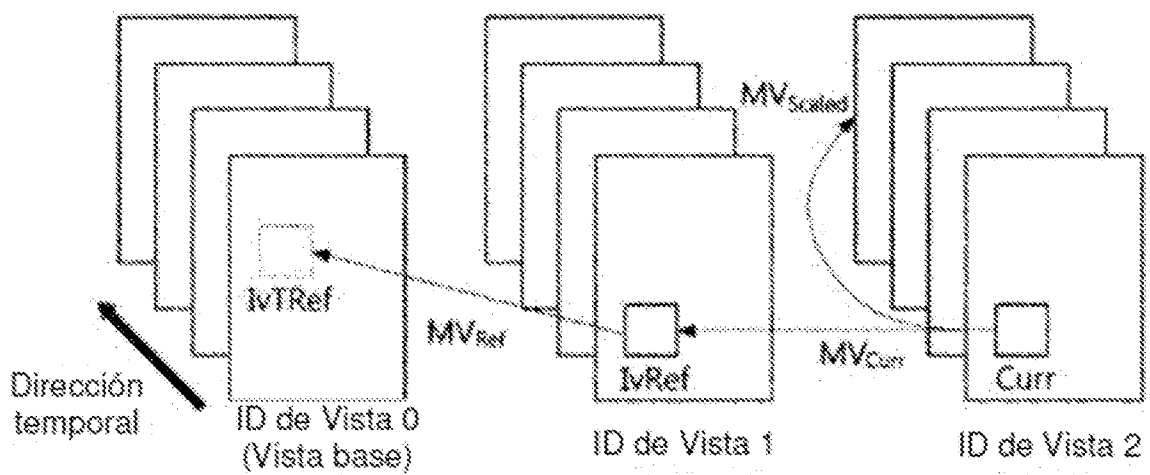 MVScaled
IvTRef
MVRef
MVCurr
IvRef
Curr
Dirección
temporal
ID de Vista 0
(Vista base)
ID de Vista 1
ID de Vista 2